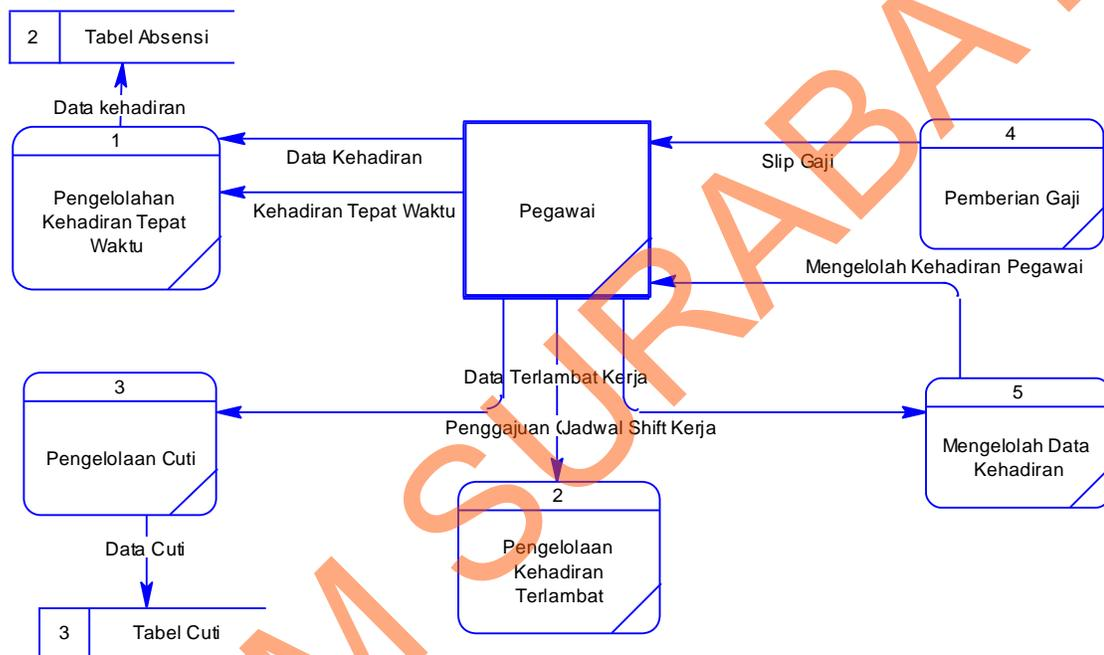 2 Tabel Absensi
Data kehadiran
1
Pengelolahan
Kehadiran Tepat
Waktu
Data Kehadiran
Kehadiran Tepat Waktu
Pegawai
Slip Gaji
4
Pemberian Gaji
Mengelolah Kehadiran Pegawai
3
Pengelolaan Cuti
Data Terlambat Kerja
Penggajuan Jadwal Shift Kerja
5
Mengelolah Data
Kehadiran
Data Cuti
2
Pengelolaan
Kehadiran
Terlambat
3 Tabel Cuti
M SURABA